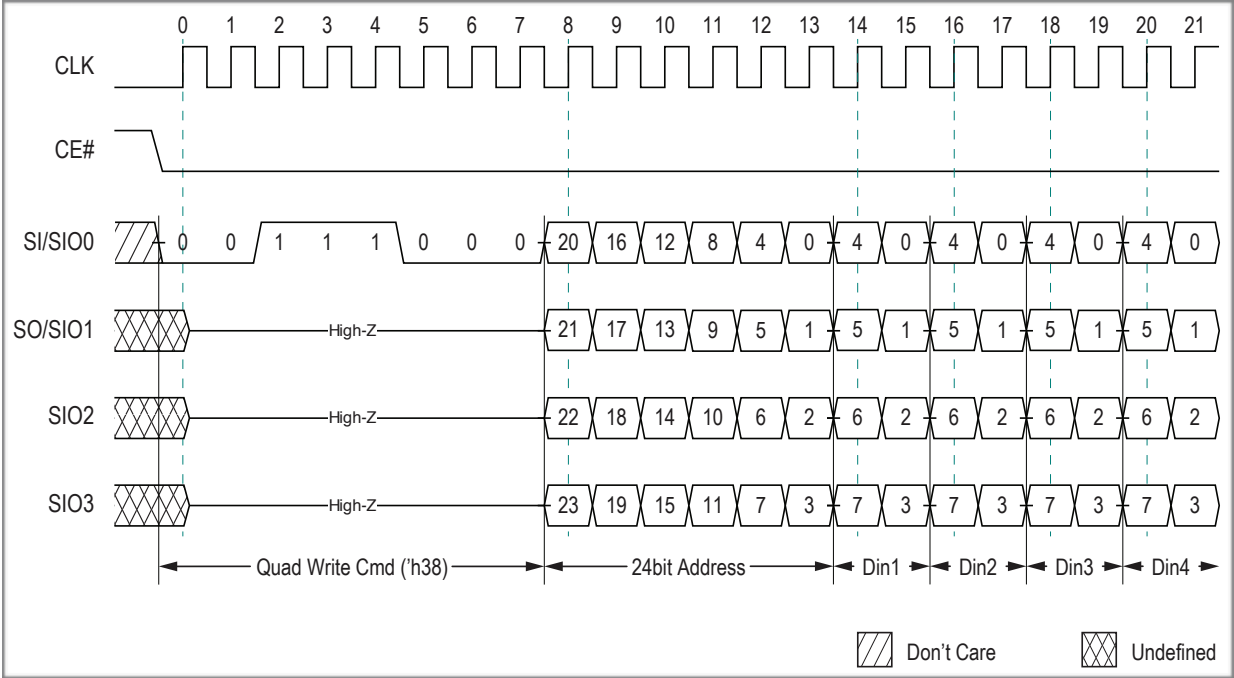 0 1 2 3 4 5 6 7 8 9 10 11 12 13 14 15 16 17 18 19 20 21
CLK
CE#
SI/SIO0 0 0 1 1 1 0 0 0 20 16 12 8 4 0 4 0 4 0 4 0 4 0
SO/SIO1 High-Z 21 17 13 9 5 1 5 1 5 1 5 1 5 1
SIO2 High-Z 22 18 14 10 6 2 6 2 6 2 6 2 6 2
SIO3 High-Z 23 19 15 11 7 3 7 3 7 3 7 3 7 3
Quad Write Cmd ('h38) 24bit Address Din1 Din2 Din3 Din4
Don't Care Undefined